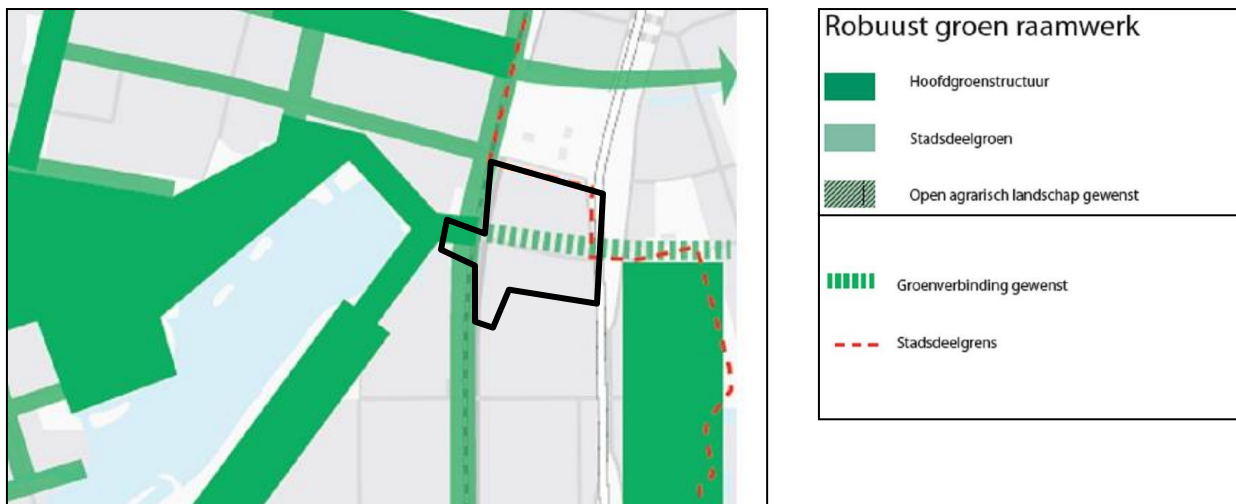 Robuust groen raamwerk
Hoofdgroenstructuur
Stadsdeelgroen
Open agrarisch landschap gewenst
Groenverbinding gewenst
Stadsdeelgrens